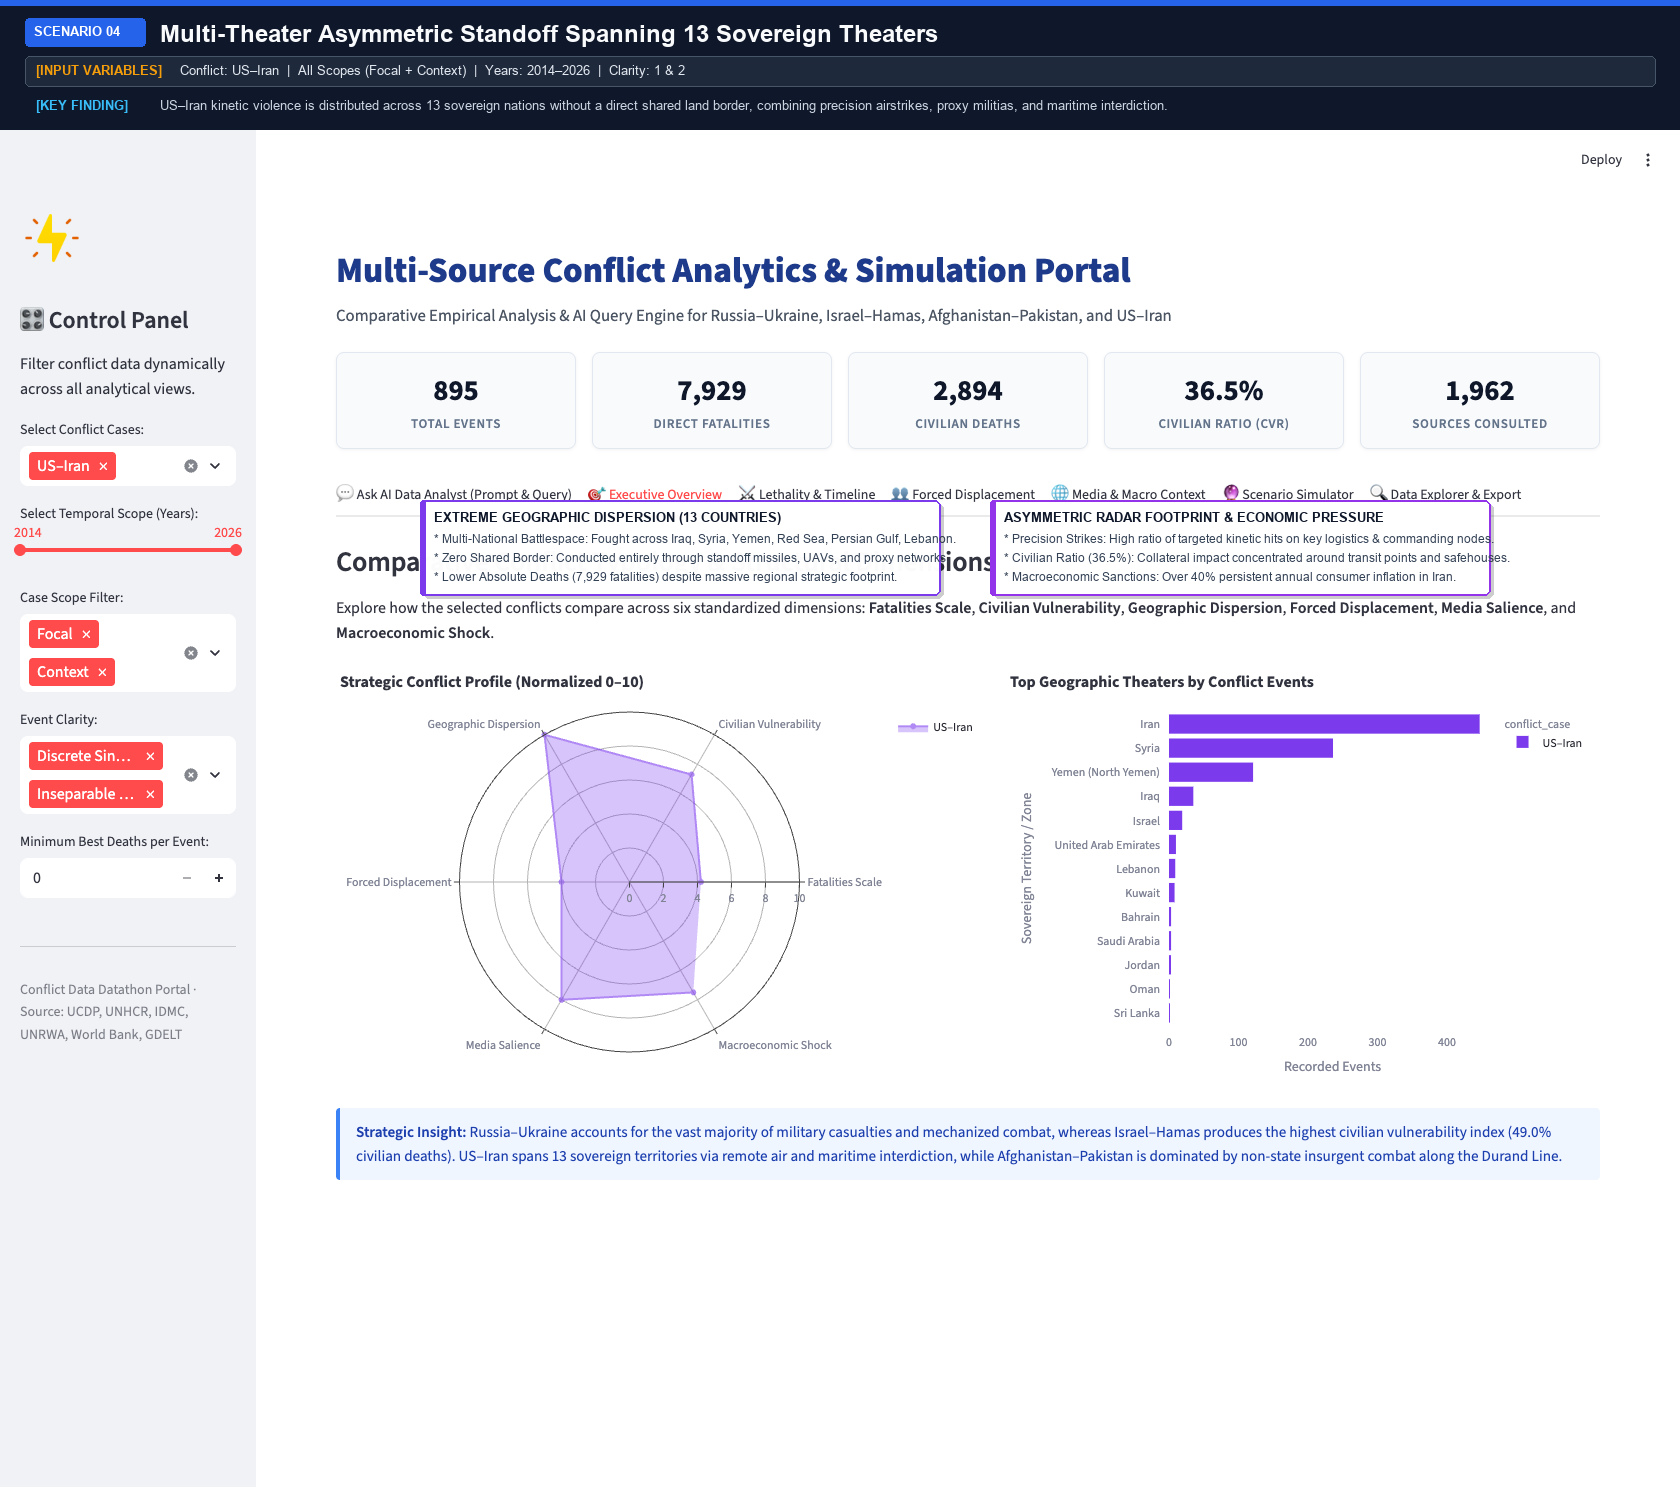 SCENARIO 04
Multi-Theater Asymmetric Standoff Spanning 13 Sovereign Theaters
[INPUT VARIABLES] Conflict: US–Iran | All Scopes (Focal + Context) | Years: 2014–2026 | Clarity: 1 & 2
[KEY FINDING] US–Iran kinetic violence is distributed across 13 sovereign nations without a direct shared land border, combining precision airstrikes, proxy militias, and maritime interdiction.
Deploy
Control Panel
Filter conflict data dynamically
across all analytical views.
Select Conflict Cases:
US–Iran ×
Select Temporal Scope (Years):
2014 2026
Case Scope Filter:
Focal ×
Context ×
Event Clarity:
Discrete Sin... ×
Inseparable ... ×
Minimum Best Deaths per Event:
0 − +
Conflict Data Datathon Portal ·
Source: UCDP, UNHCR, IDMC,
UNRWA, World Bank, GDELT
Multi-Source Conflict Analytics & Simulation Portal
Comparative Empirical Analysis & AI Query Engine for Russia–Ukraine, Israel–Hamas, Afghanistan–Pakistan, and US–Iran
895
TOTAL EVENTS
7,929
DIRECT FATALITIES
2,894
CIVILIAN DEATHS
36.5%
CIVILIAN RATIO (CVR)
1,962
SOURCES CONSULTED
Ask AI Data Analyst (Prompt & Query) Executive Overview Lethality & Timeline Forced Displacement Media & Macro Context Scenario Simulator Data Explorer & Export
EXTREME GEOGRAPHIC DISPERSION (13 COUNTRIES)
* Multi-National Battlespace: Fought across Iraq, Syria, Yemen, Red Sea, Persian Gulf, Lebanon.
* Zero Shared Border: Conducted entirely through standoff missiles, UAVs, and proxy networks.
* Lower Absolute Deaths (7,929 fatalities) despite massive regional strategic footprint.
ASYMMETRIC RADAR FOOTPRINT & ECONOMIC PRESSURE
* Precision Strikes: High ratio of targeted kinetic hits on key logistics & commanding nodes.
* Civilian Ratio (36.5%): Collateral impact concentrated around transit points and safehouses.
* Macroeconomic Sanctions: Over 40% persistent annual consumer inflation in Iran.
Compa sions
Explore how the selected conflicts compare across six standardized dimensions: Fatalities Scale, Civilian Vulnerability, Geographic Dispersion, Forced Displacement, Media Salience, and
Macroeconomic Shock.
Strategic Conflict Profile (Normalized 0–10)
Geographic Dispersion
Civilian Vulnerability
US–Iran
Forced Displacement
Fatalities Scale
0 2 4 6 8 10
Media Salience
Macroeconomic Shock
Top Geographic Theaters by Conflict Events
Sovereign Territory / Zone
Iran
Syria
Yemen (North Yemen)
Iraq
Israel
United Arab Emirates
Lebanon
Kuwait
Bahrain
Saudi Arabia
Jordan
Oman
Sri Lanka
0 100 200 300 400
Recorded Events
conflict_case
US–Iran
Strategic Insight: Russia–Ukraine accounts for the vast majority of military casualties and mechanized combat, whereas Israel–Hamas produces the highest civilian vulnerability index (49.0%
civilian deaths). US–Iran spans 13 sovereign territories via remote air and maritime interdiction, while Afghanistan–Pakistan is dominated by non-state insurgent combat along the Durand Line.